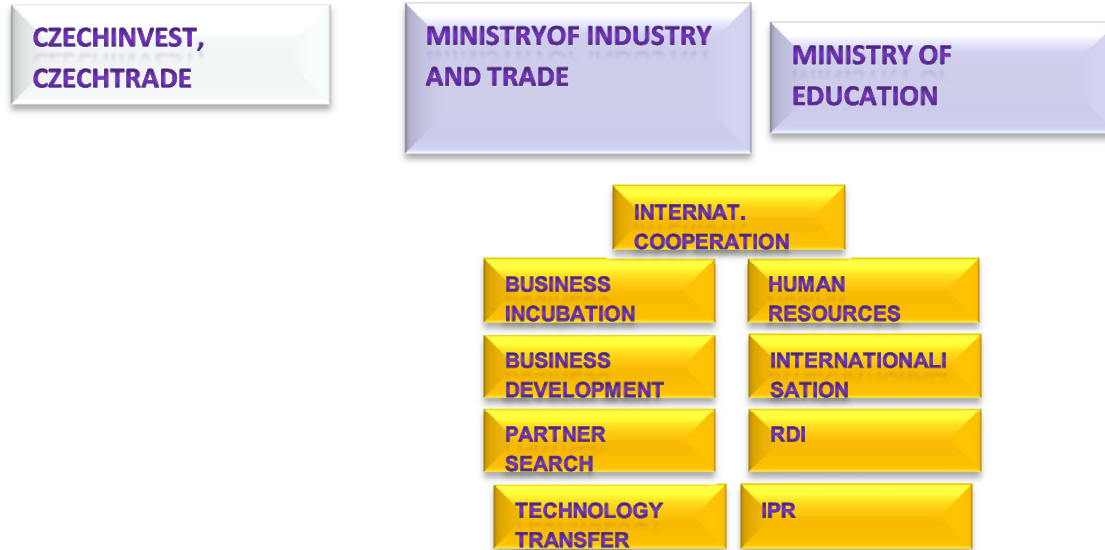 CZECHINVEST,
CZECHTRADE
MINISTRYOF INDUSTRY
AND TRADE
MINISTRY OF
EDUCATION
INTERNAT.
COOPERATION
BUSINESS
INCUBATION
HUMAN
RESOURCES
BUSINESS
DEVELOPMENT
INTERNATIONALI
SATION
PARTNER
SEARCH
RDI
TECHNOLOGY
TRANSFER
IPR